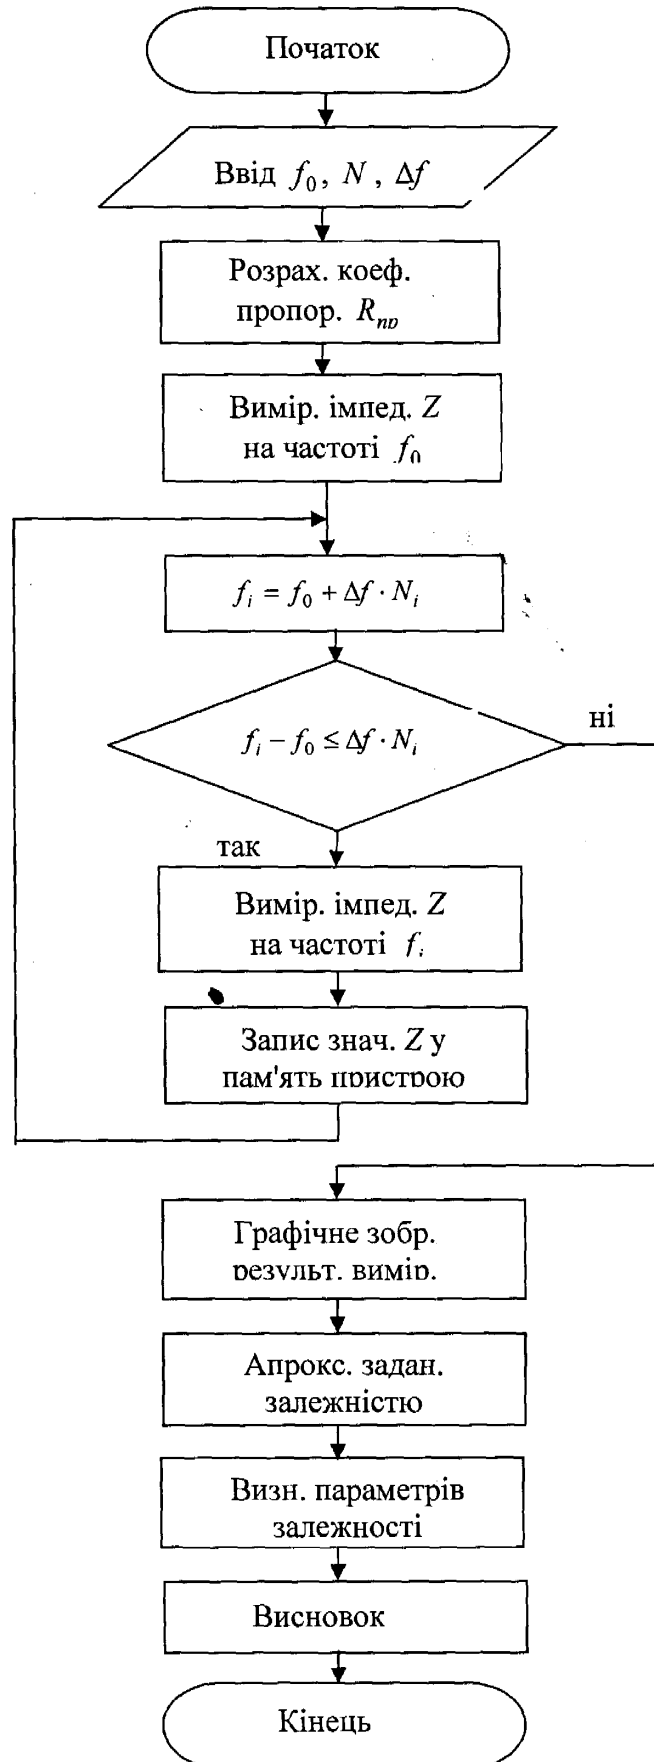 Початок
Ввід f₀, N, Δf
Розрах. коеф.
пропор. Rпр
Вимір. імпед. Z
на частоті f₀
fᵢ = f₀ + Δf · Nᵢ
fᵢ – f₀ ≤ Δf · Nᵢ
ні
так
Вимір. імпед. Z
на частоті fᵢ
Запис знач. Z у
пам'ять пристрою
Графічне зобр.
результ. вимір.
Апрокс. задан.
залежністю
Визн. параметрів
залежності
Висновок
Кінець